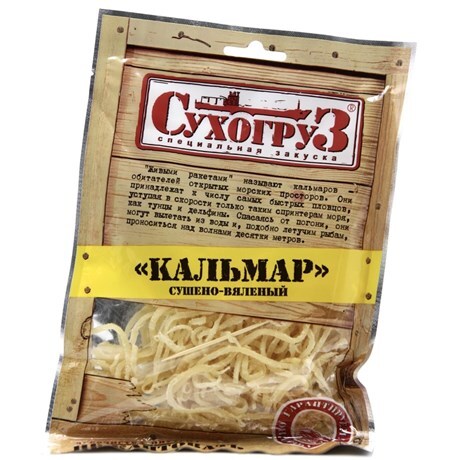 СУХОГРУЗ®
специальная закуска
"Живыми ракетами" называют кальмаров –
обитателей открытых морских просторов. Они
принадлежат к числу самых быстрых пловцов,
уступая в скорости только таким спринтерам моря,
как тунцы и дельфины. Спасаясь от погони, они
могут вылетать из воды и, подобно летучим рыбам,
проноситься над волнами десятки метров.
«КАЛЬМАР»
СУШЕНО-ВЯЛЕНЫЙ